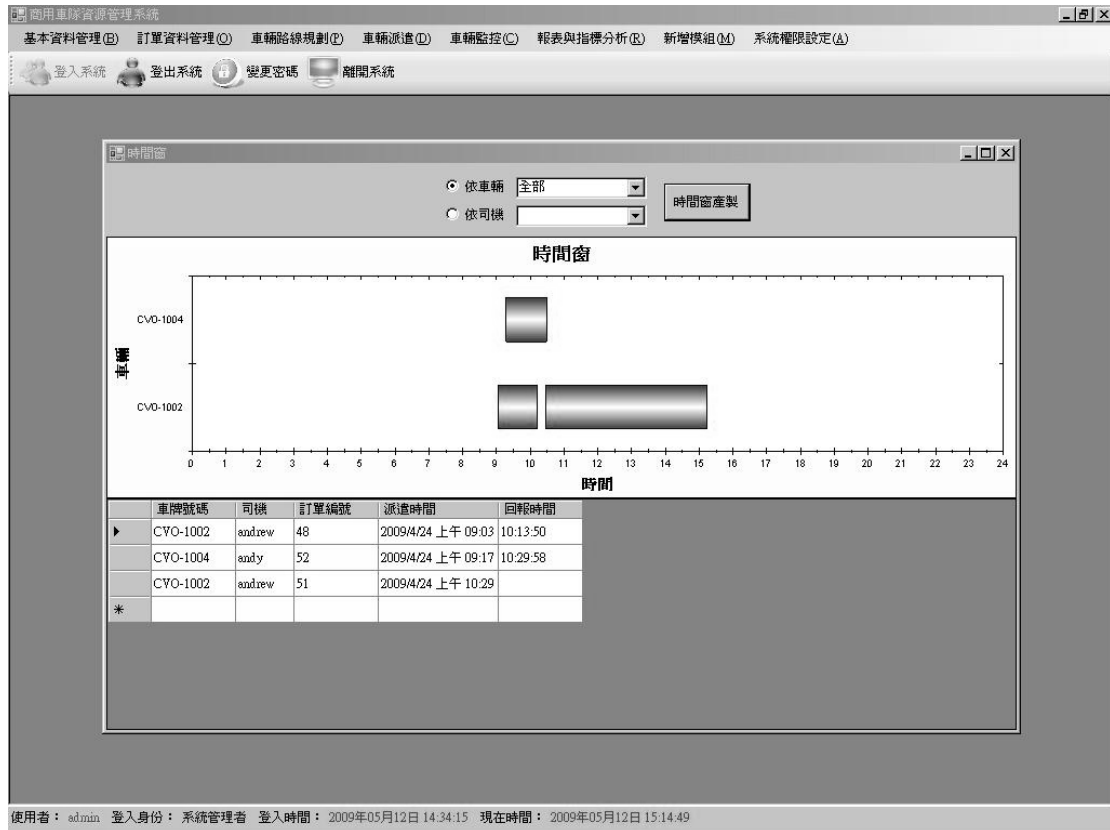 商用車隊資源管理系統
基本資料管理(B) 訂單資料管理(O) 車輛路線規劃(P) 車輛派遣(D) 車輛監控(C) 報表與指標分析(R) 新增模組(M) 系統權限設定(A)
登入系統 登出系統 變更密碼 離開系統
時間窗
依車輛 全部
依司機
時間窗產製
時間窗
CVO-1004
車輛
CVO-1002
0 1 2 3 4 5 6 7 8 9 10 11 12 13 14 15 16 17 18 19 20 21 22 23 24
時間
車牌號碼 司機 訂單編號 派遣時間 回報時間
CVO-1002 andrew 48 2009/4/24 上午 09:03 10:13:50
CVO-1004 andy 52 2009/4/24 上午 09:17 10:29:58
CVO-1002 andrew 51 2009/4/24 上午 10:29
使用者： admin 登入身份： 系統管理者 登入時間： 2009年05月12日 14:34:15 現在時間： 2009年05月12日 15:14:49